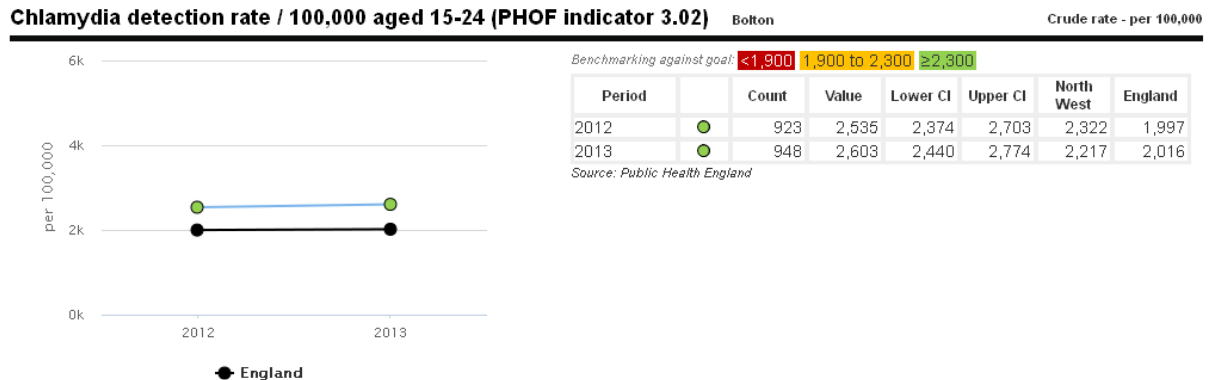 Chlamydia detection rate / 100,000 aged 15-24 (PHOF indicator 3.02) Bolton Crude rate - per 100,000
6k
4k
2k
0k
per 100,000
2012 2013
England
Benchmarking against goal: <1,900 1,900 to 2,300 ≥2,300
Period Count Value Lower CI Upper CI North West England
2012 923 2,535 2,374 2,703 2,322 1,997
2013 948 2,603 2,440 2,774 2,217 2,016
Source: Public Health England